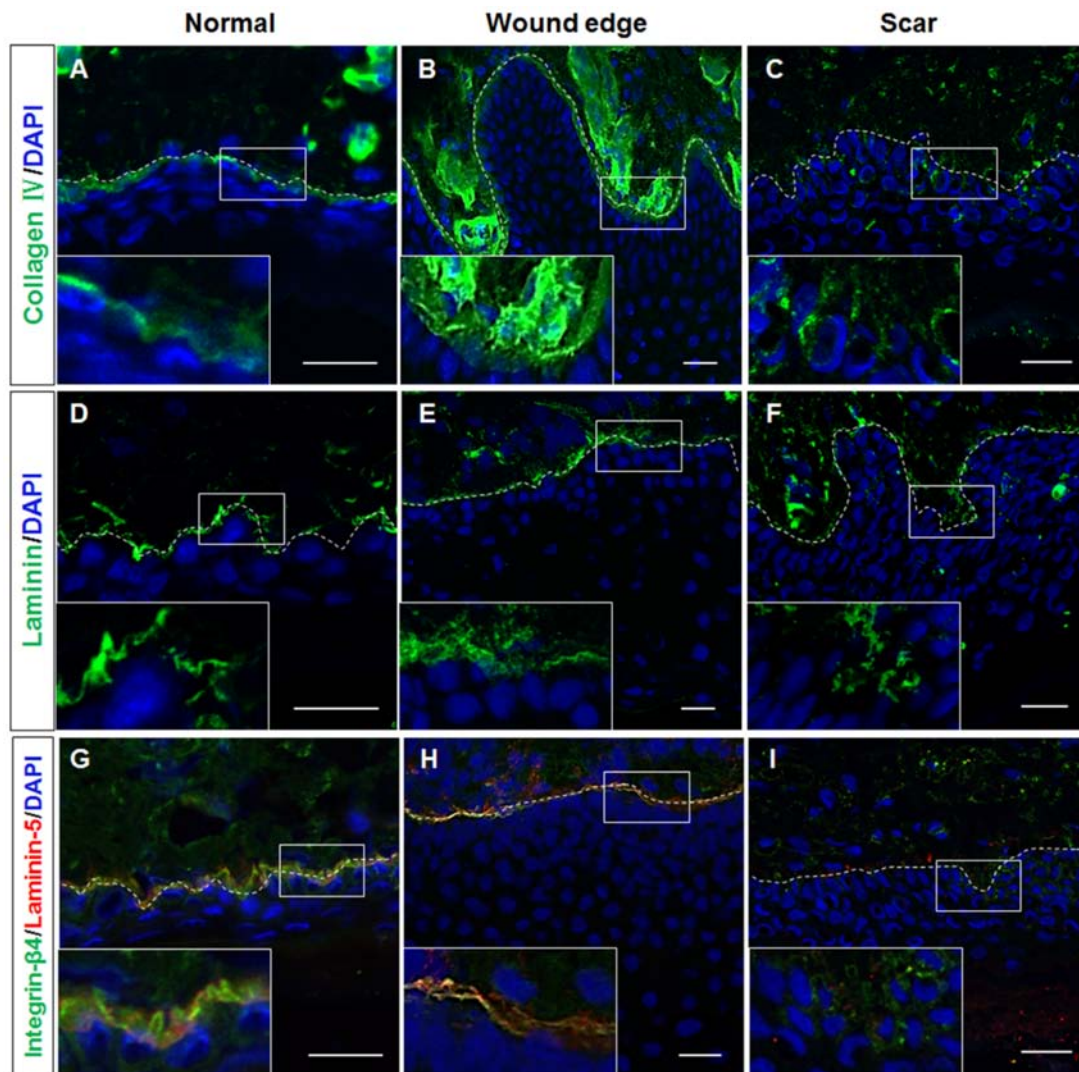 Normal
Wound edge
Scar
Collagen IV/DAPI
A
B
C
Laminin/DAPI
D
E
F
Integrin-β4/Laminin-5/DAPI
G
H
I